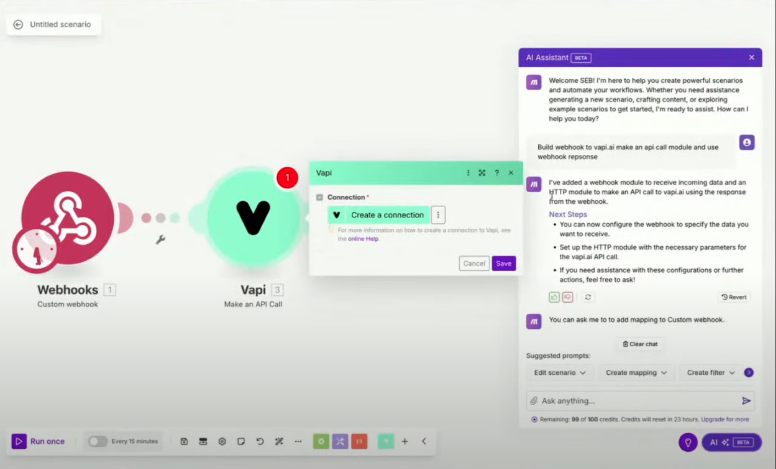 Untitled scenario
AI Assistant BETA
Welcome SEB! I'm here to help you create powerful scenarios
and automate your workflows. Whether you need assistance
generating a new scenario, crafting content, or exploring
example scenarios to get started, I'm ready to assist. How can I
help you today?
Build webhook to vapi.ai make an api call module and use
webhook repsonse
I've added a webhook module to receive incoming data and an
HTTP module to make an API call to vapi.ai using the response
from the webhook.
Next Steps
• You can now configure the webhook to specify the data you
want to receive.
• Set up the HTTP module with the necessary parameters for
the vapi.ai API call.
• If you need assistance with these configurations or further
actions, feel free to ask!
Revert
You can ask me to to add mapping to Custom webhook.
Clear chat
Suggested prompts:
Edit scenario
Create mapping
Create filter
Ask anything...
Remaining: 99 of 100 credits. Credits will reset in 23 hours. Upgrade for more
1
Vapi
Connection *
Create a connection
For more information on how to create a connection to Vapi, see
the online Help.
Cancel
Save
Webhooks 1
Custom webhook
Vapi 3
Make an API Call
Run once
Every 15 minutes
AI BETA